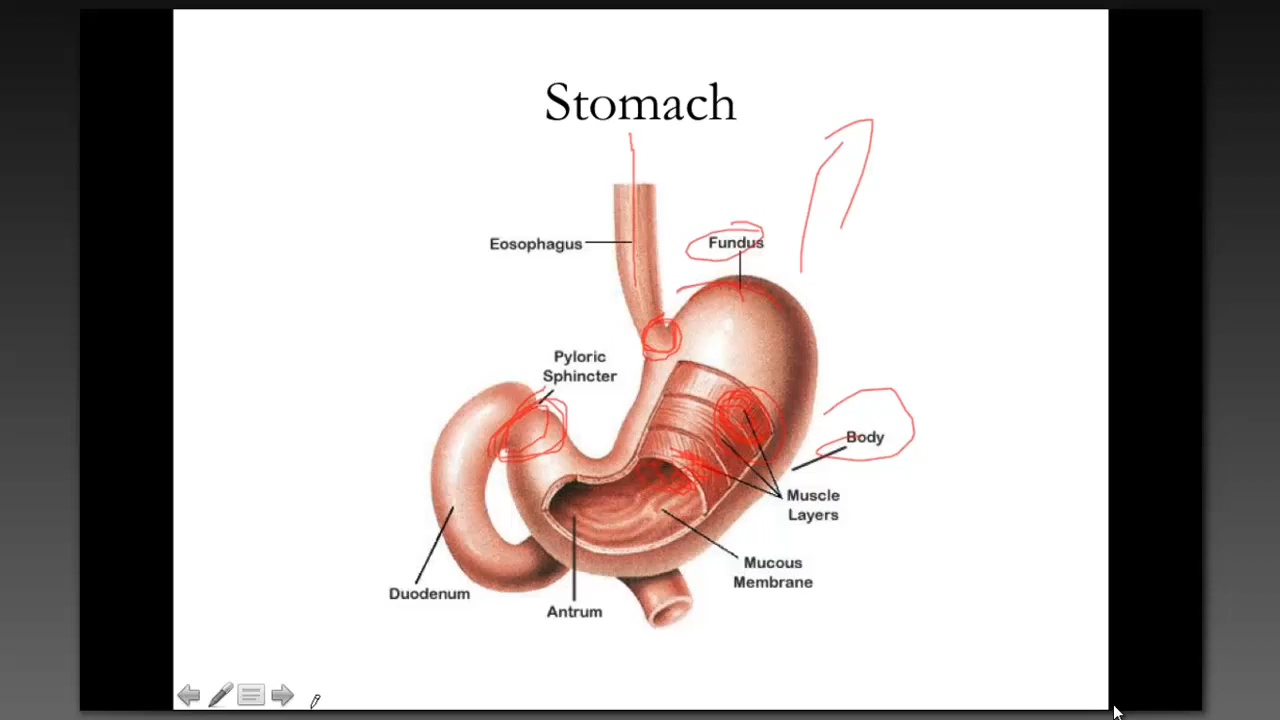 Stomach
Eosophagus
Fundus
Pyloric
Sphincter
Body
Muscle
Layers
Mucous
Membrane
Duodenum
Antrum